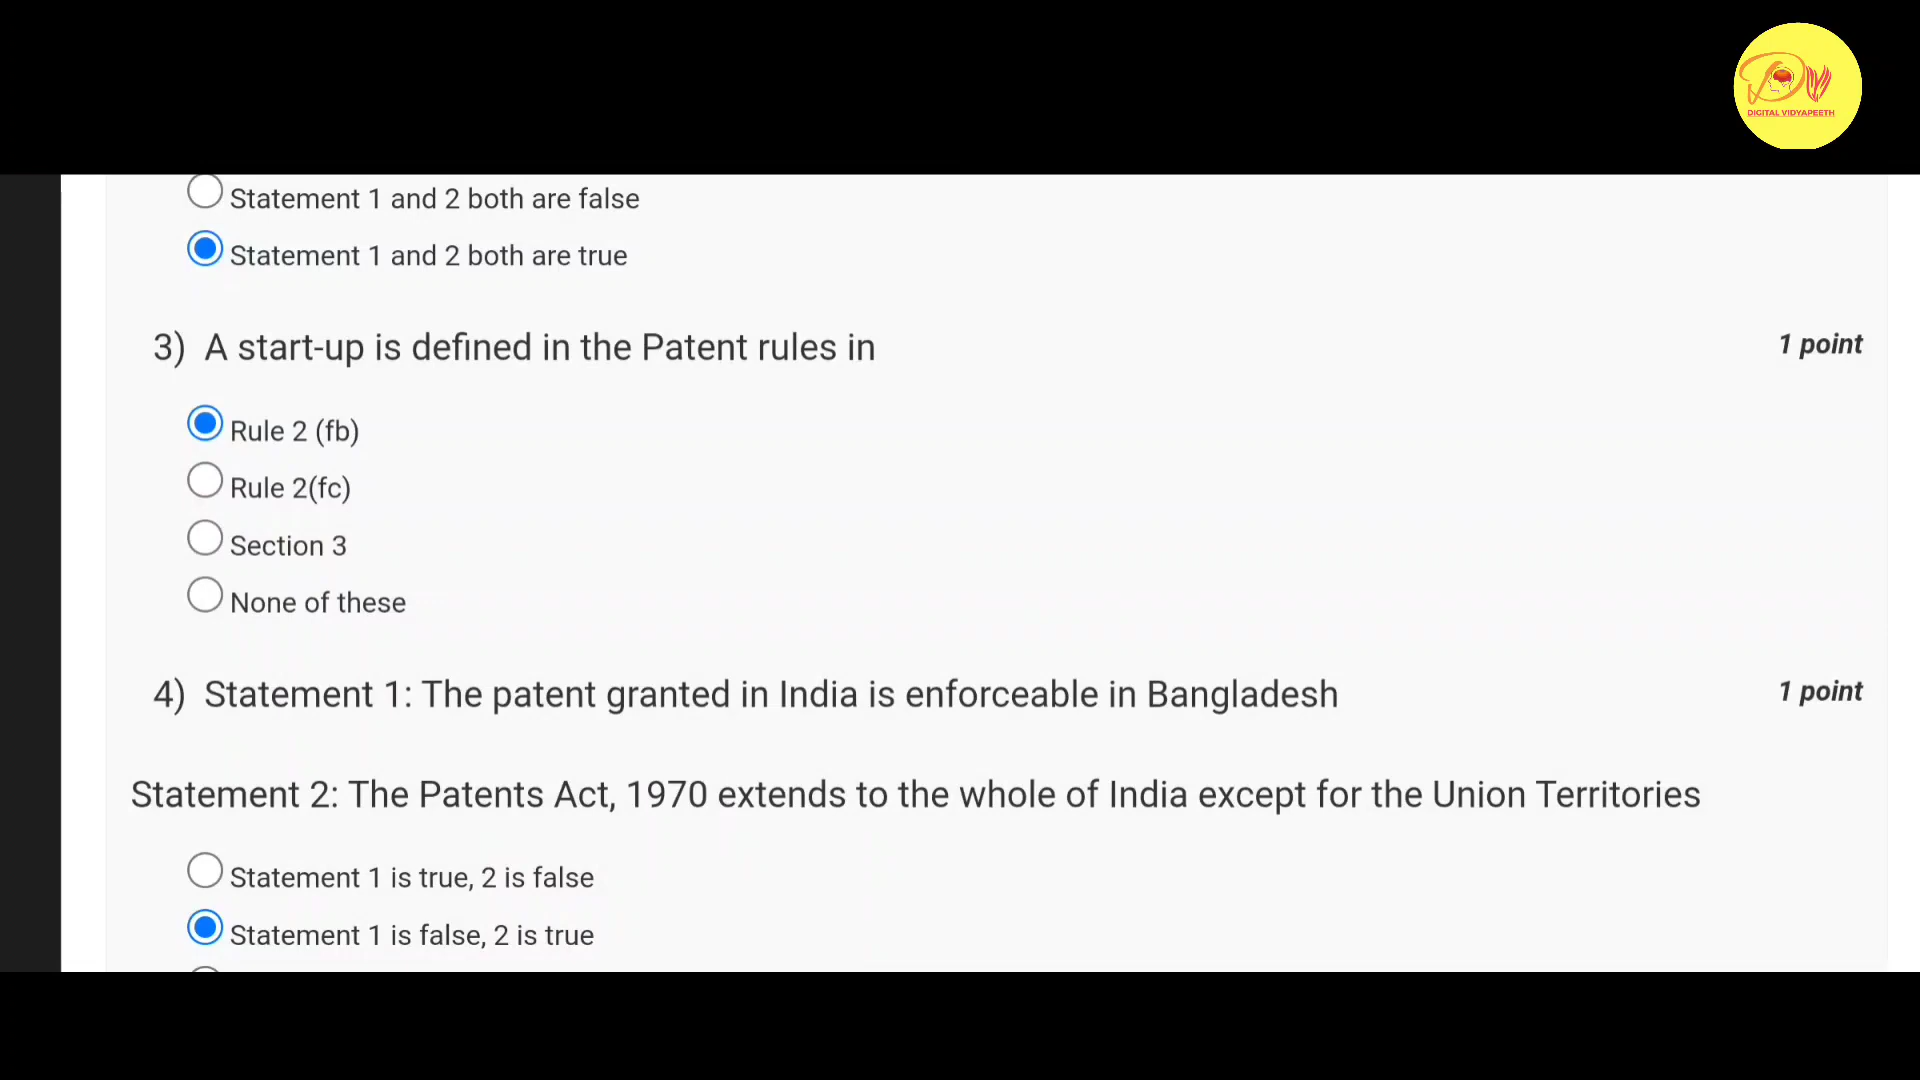 DIGITAL VIDYAPEETH
Statement 1 and 2 both are false
Statement 1 and 2 both are true
3) A start-up is defined in the Patent rules in
1 point
Rule 2 (fb)
Rule 2(fc)
Section 3
None of these
4) Statement 1: The patent granted in India is enforceable in Bangladesh
1 point
Statement 2: The Patents Act, 1970 extends to the whole of India except for the Union Territories
Statement 1 is true, 2 is false
Statement 1 is false, 2 is true